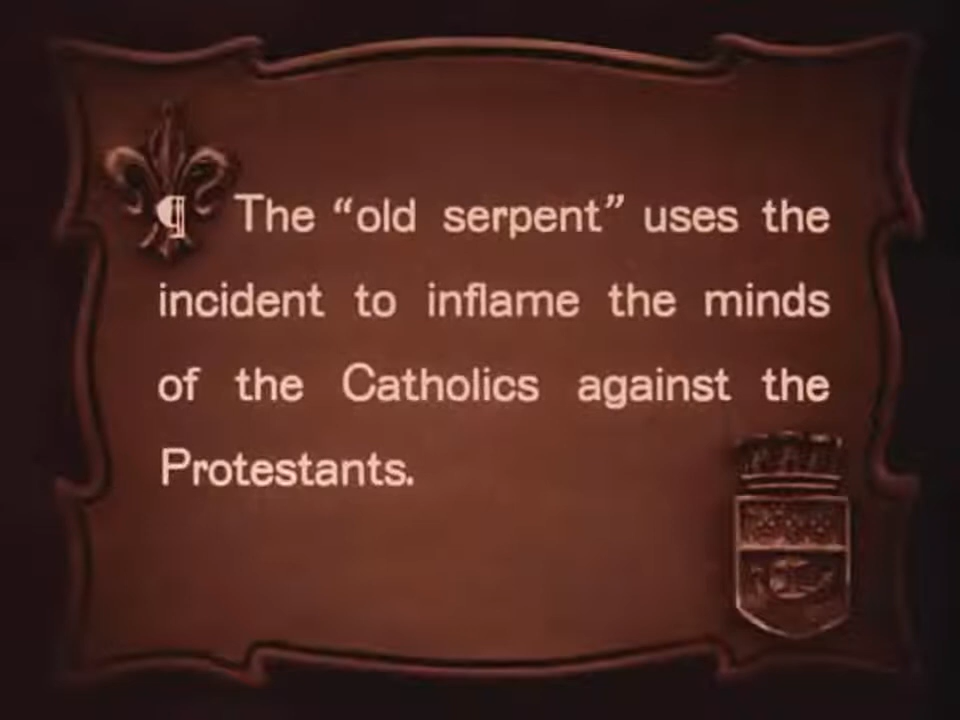 ¶ The “old serpent” uses the
incident to inflame the minds
of the Catholics against the
Protestants.